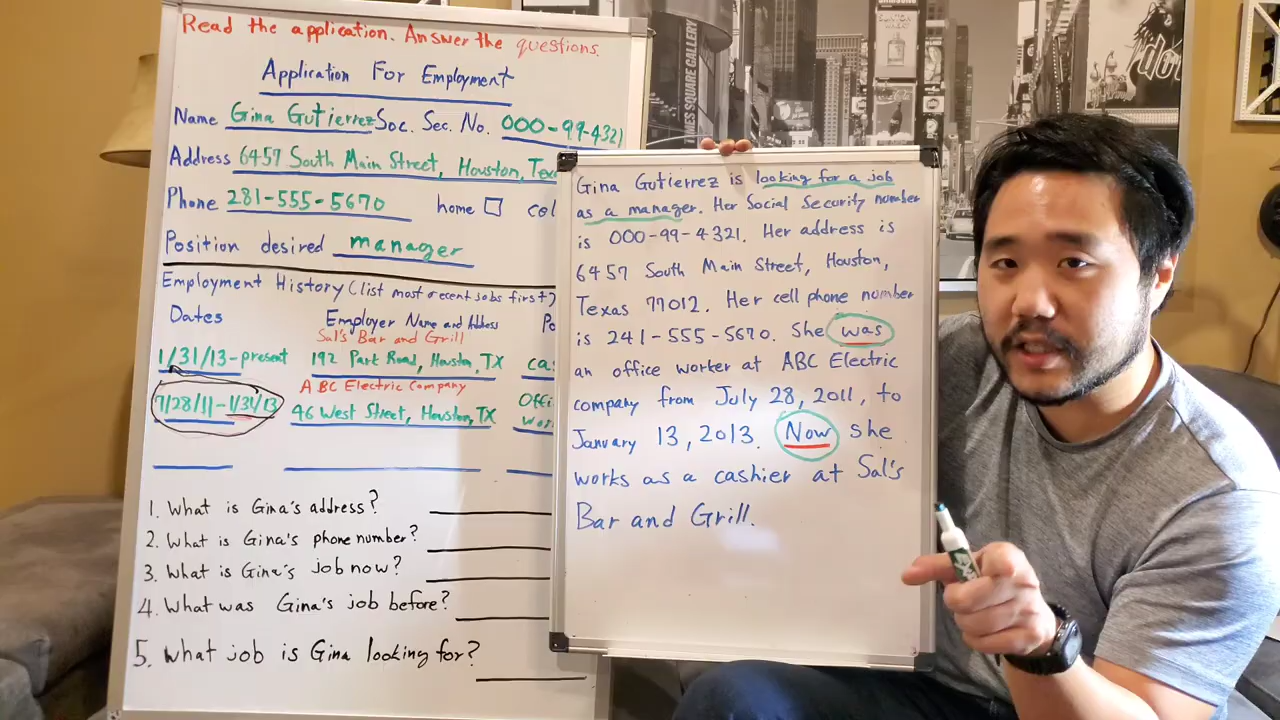 Read the application. Answer the questions.
Application For Employment
Name Gina Gutierrez Soc. Sec. No. 000-99-4321
Address 6457 South Main Street, Houston, Tex
Phone 281-555-5670 home cel
Position desired manager
Employment History (list most recent jobs first)
Dates Employer Name and Address Po
Sal's Bar and Grill
1/31/13-present 192 Park Road, Houston, TX ca
ABC Electric Company
7/28/11-1/31/13 46 West Street, Houston, TX Offi
wor
1. What is Gina's address?
2. What is Gina's phone number?
3. What is Gina's job now?
4. What was Gina's job before?
5. What job is Gina looking for?
Gina Gutierrez is looking for a job
as a manager. Her Social Security number
is 000-99-4321. Her address is
6457 South Main Street, Houston,
Texas 77012. Her cell phone number
is 241-555-5670. She was
an office worker at ABC Electric
company from July 28, 2011, to
January 13, 2013. Now she
works as a cashier at Sal's
Bar and Grill.
TIMES SQUARE GALLERY